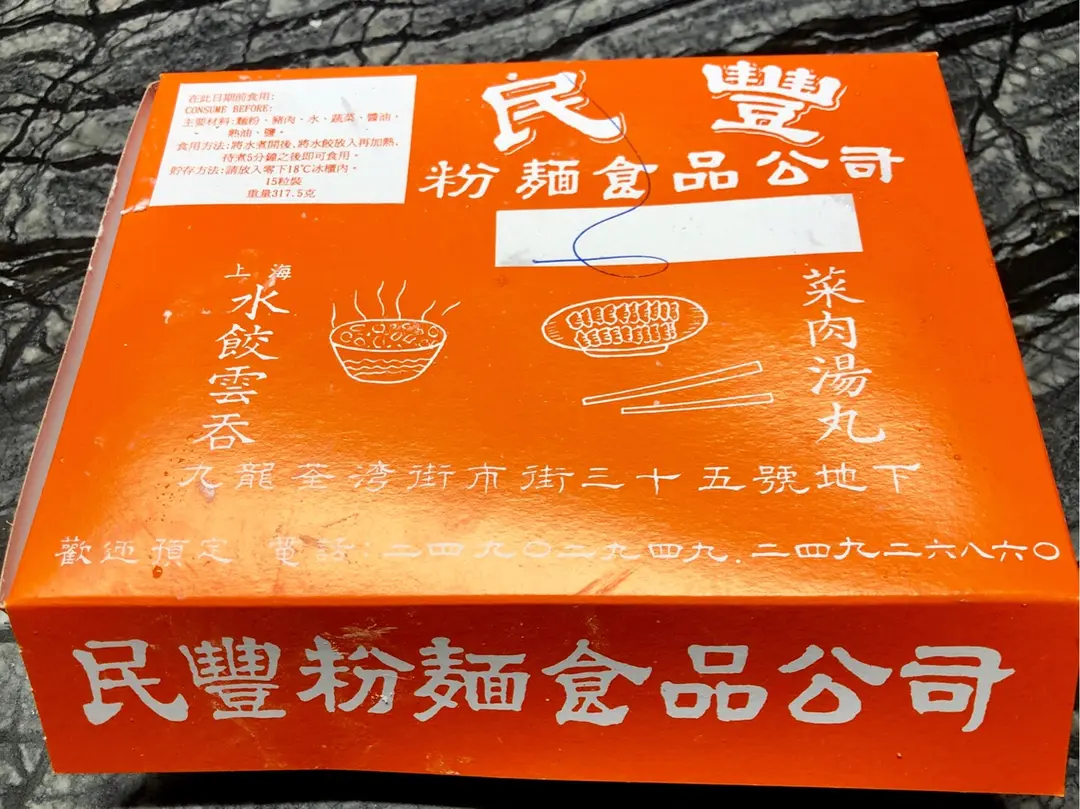 在此日期前食用:
CONSUME BEFORE:
主要材料:麵粉、豬肉、水、蔬菜、醬油、
熟油、鹽。
食用方法:將水煮開後、將水餃放入再加熱,
待煮5分鐘之後即可食用。
貯存方法:請放入零下18℃冰櫃內。
15粒裝
重量317.5克
民豐
粉麵食品公司
上海
水餃雲吞
菜肉湯丸
九龍荃湾街市街三十五號地下
歡迎預定 電話:二四九〇二九四九.二四九二六八六〇
民豐粉麵食品公司